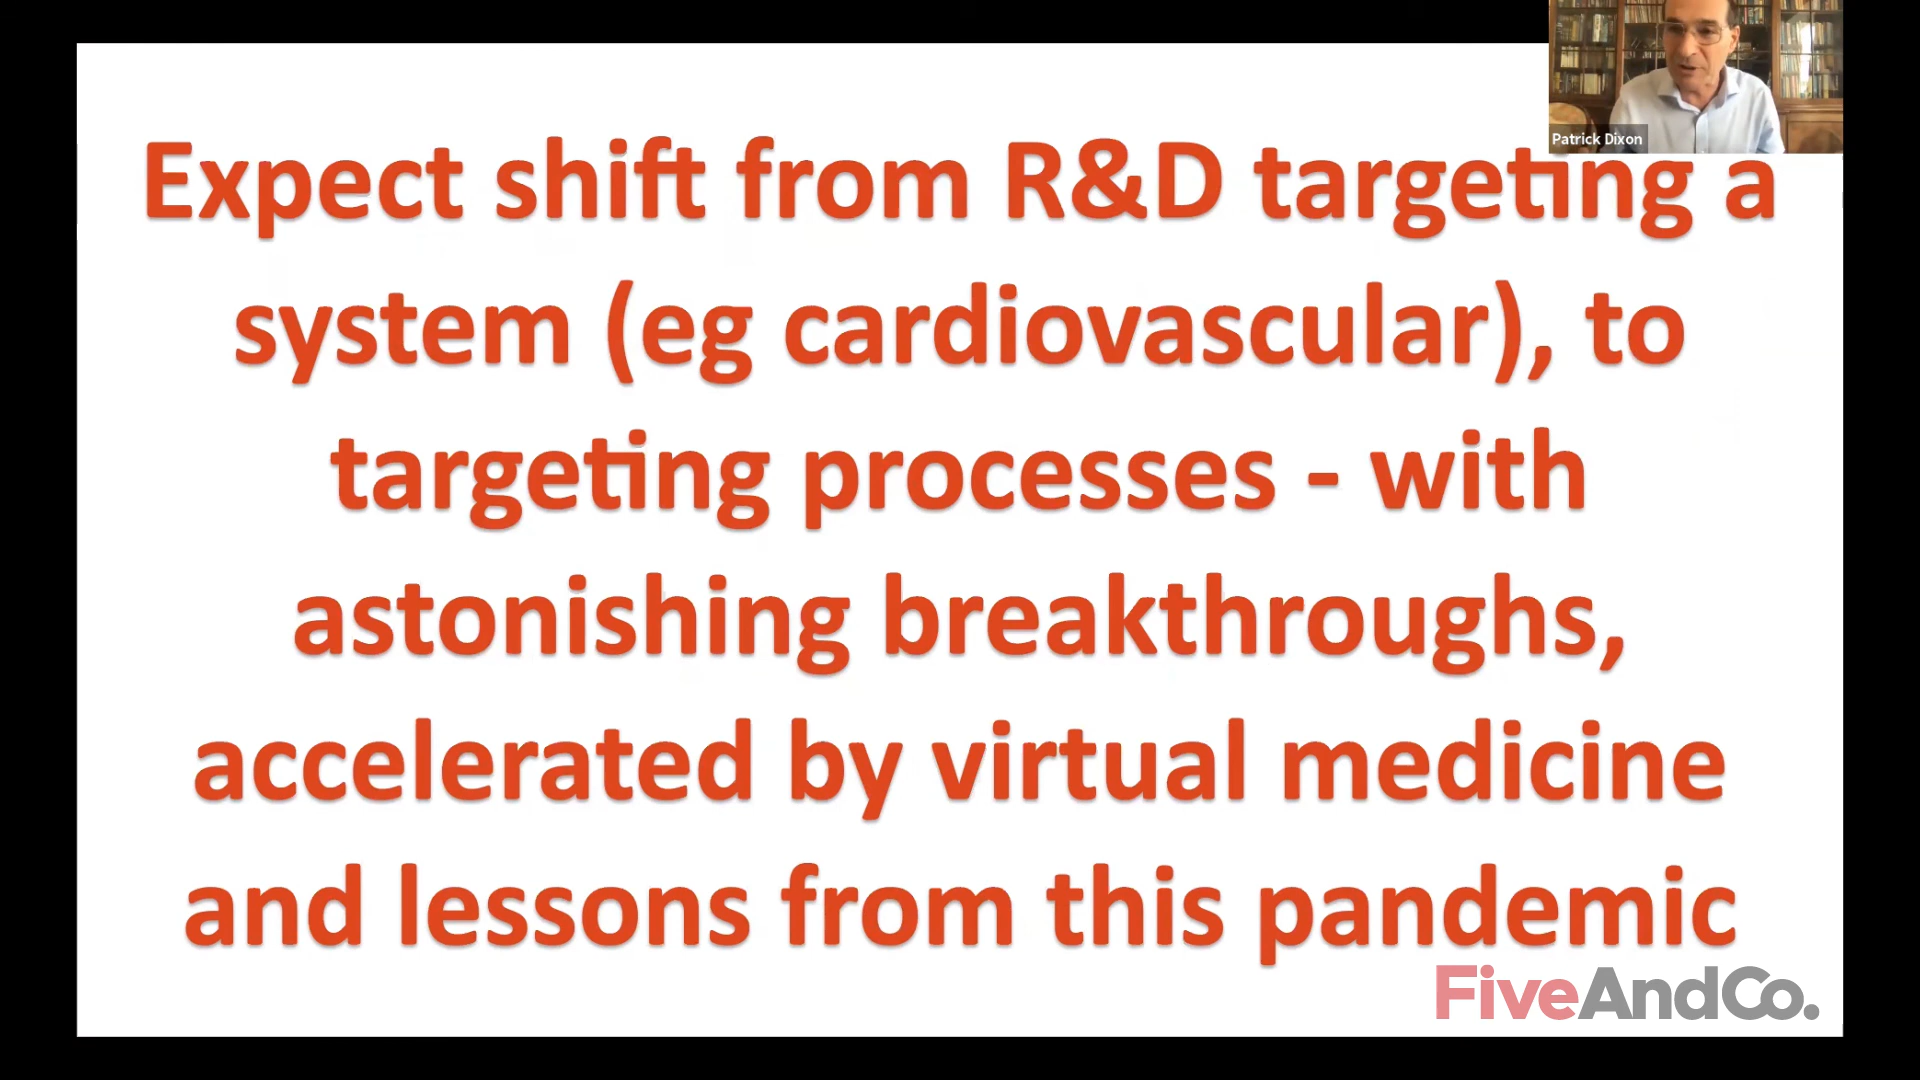 Patrick Dixon
Expect shift from R&D targeting a
system (eg cardiovascular), to
targeting processes - with
astonishing breakthroughs,
accelerated by virtual medicine
and lessons from this pandemic
FiveAndCo.